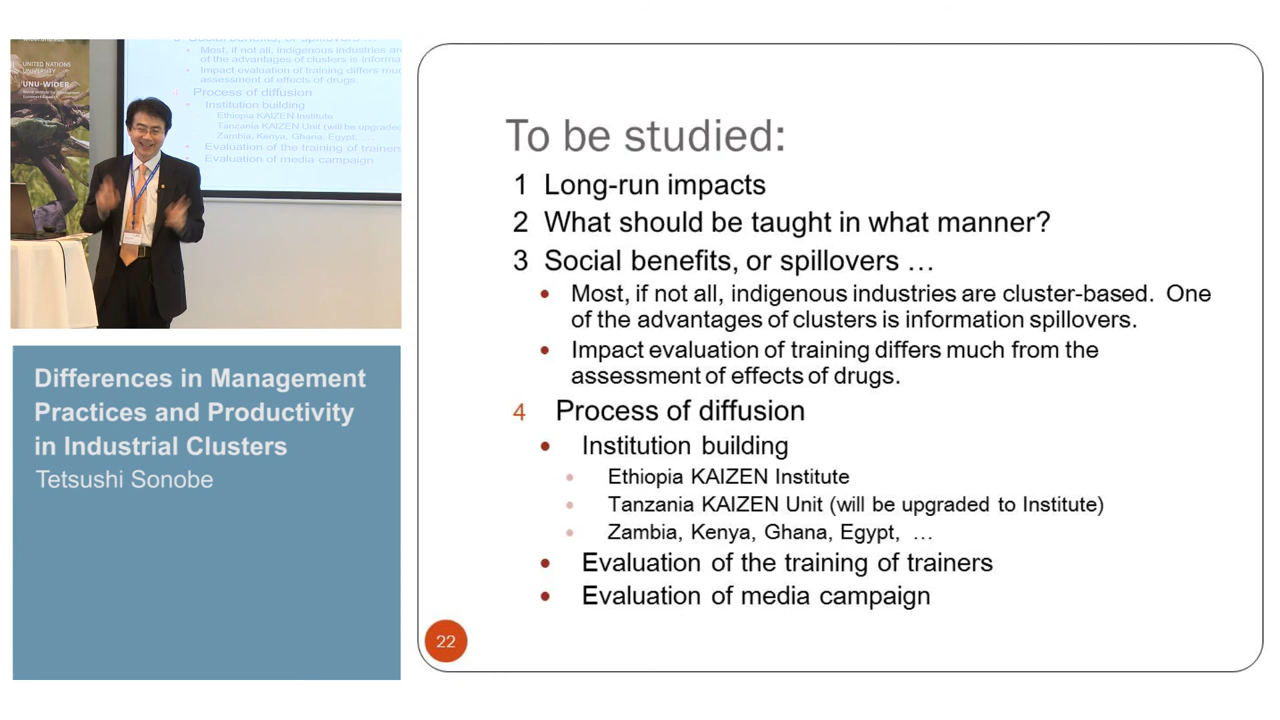 UNITED NATIONS
UNIVERSITY
UNU-WIDER
Social benefits, or spillovers ...
Most, if not all, indigenous industries are
of the advantages of clusters is informa
Impact evaluation of training differs muc
assessment of effects of drugs.
4 Process of diffusion
Institution building
Ethiopia KAIZEN Institute
Tanzania KAIZEN Unit (will be upgraded
Zambia, Kenya, Ghana, Egypt, ...
Evaluation of the training of trainers
Evaluation of media campaign
Differences in Management
Practices and Productivity
in Industrial Clusters
Tetsushi Sonobe
To be studied:
1 Long-run impacts
2 What should be taught in what manner?
3 Social benefits, or spillovers ...
• Most, if not all, indigenous industries are cluster-based. One
of the advantages of clusters is information spillovers.
• Impact evaluation of training differs much from the
assessment of effects of drugs.
4 Process of diffusion
• Institution building
• Ethiopia KAIZEN Institute
• Tanzania KAIZEN Unit (will be upgraded to Institute)
• Zambia, Kenya, Ghana, Egypt, ...
• Evaluation of the training of trainers
• Evaluation of media campaign
22